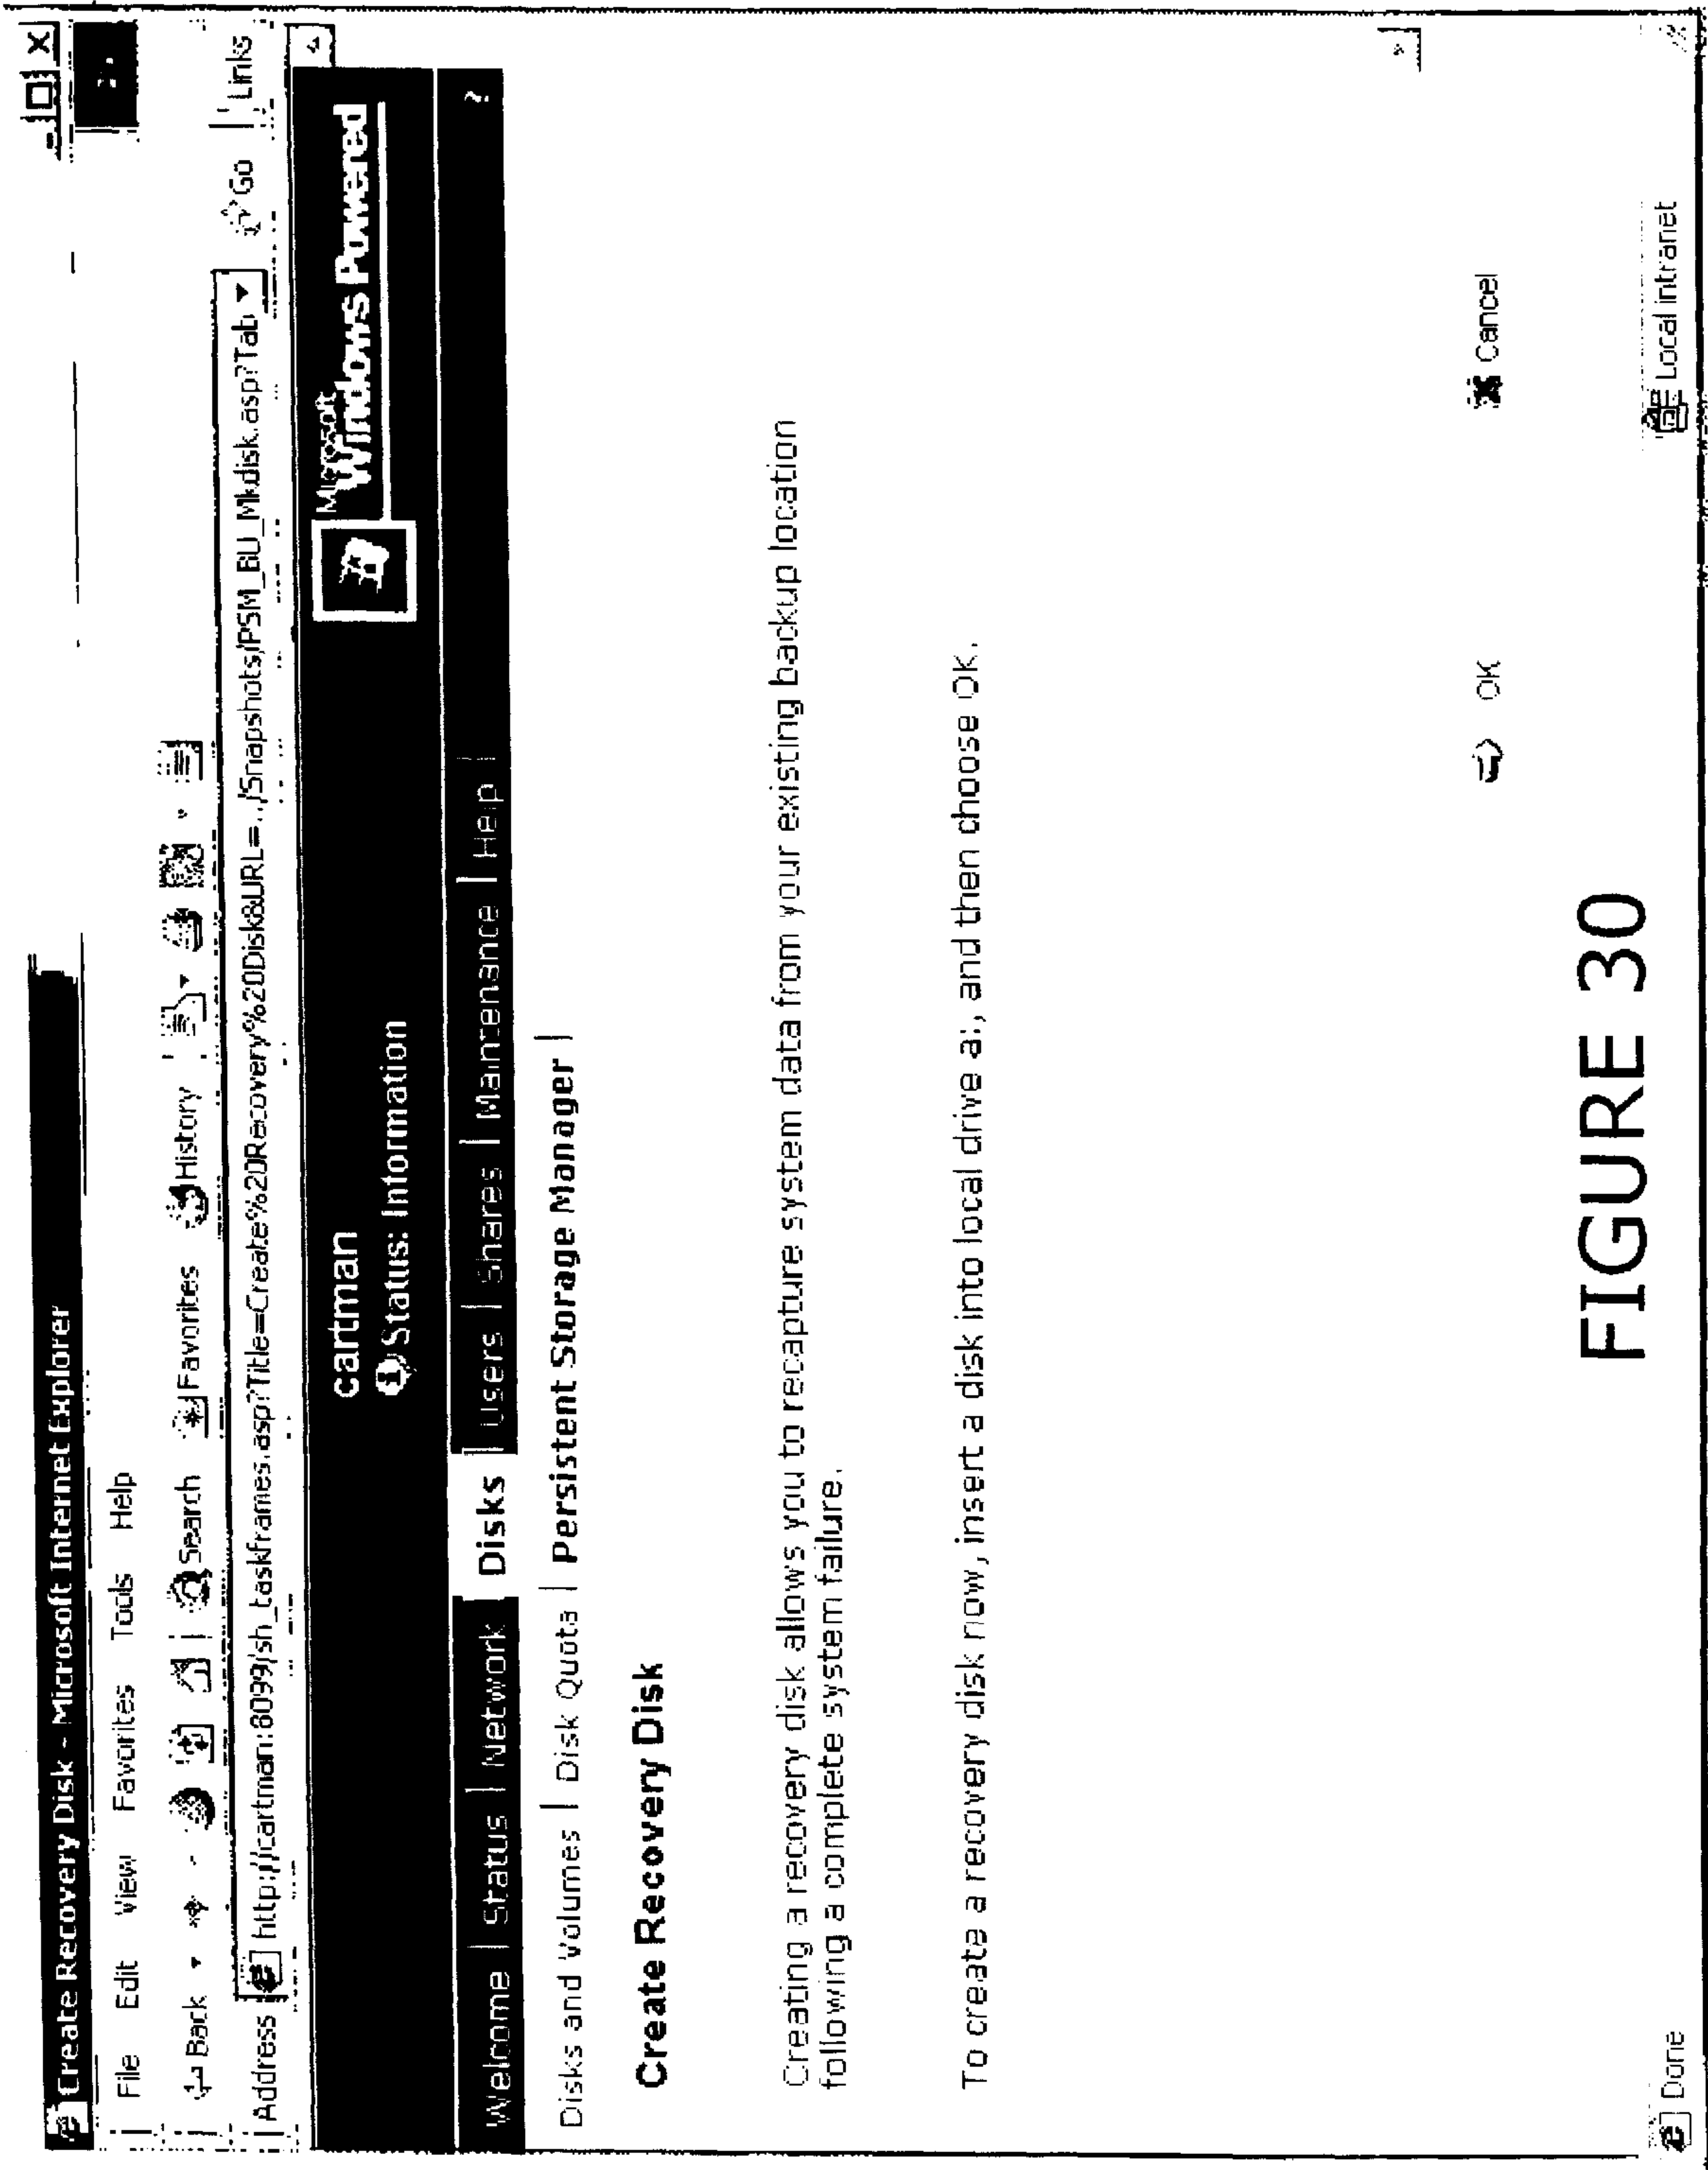 Create Recovery Disk - Microsoft Internet Explorer
File Edit View Favorites Tools Help
Back Search Favorites History
Address http://cartman:8099/sh_taskframes.asp?Title=Create%20Recovery%20Disk&URL=../Snapshots/PSM_BU_Mkdisk.asp?Tab Go Links
cartman
Status: Information
Microsoft
Windows Powered
Welcome | Status | Network | Disks | Users | Shares | Maintenance | Help | ?
Disks and Volumes | Disk Quota | Persistent Storage Manager |
Create Recovery Disk
Creating a recovery disk allows you to recapture system data from your existing backup location
following a complete system failure.
To create a recovery disk now, insert a disk into local drive a:, and then choose OK.
OK Cancel
Done Local intranet
FIGURE 30